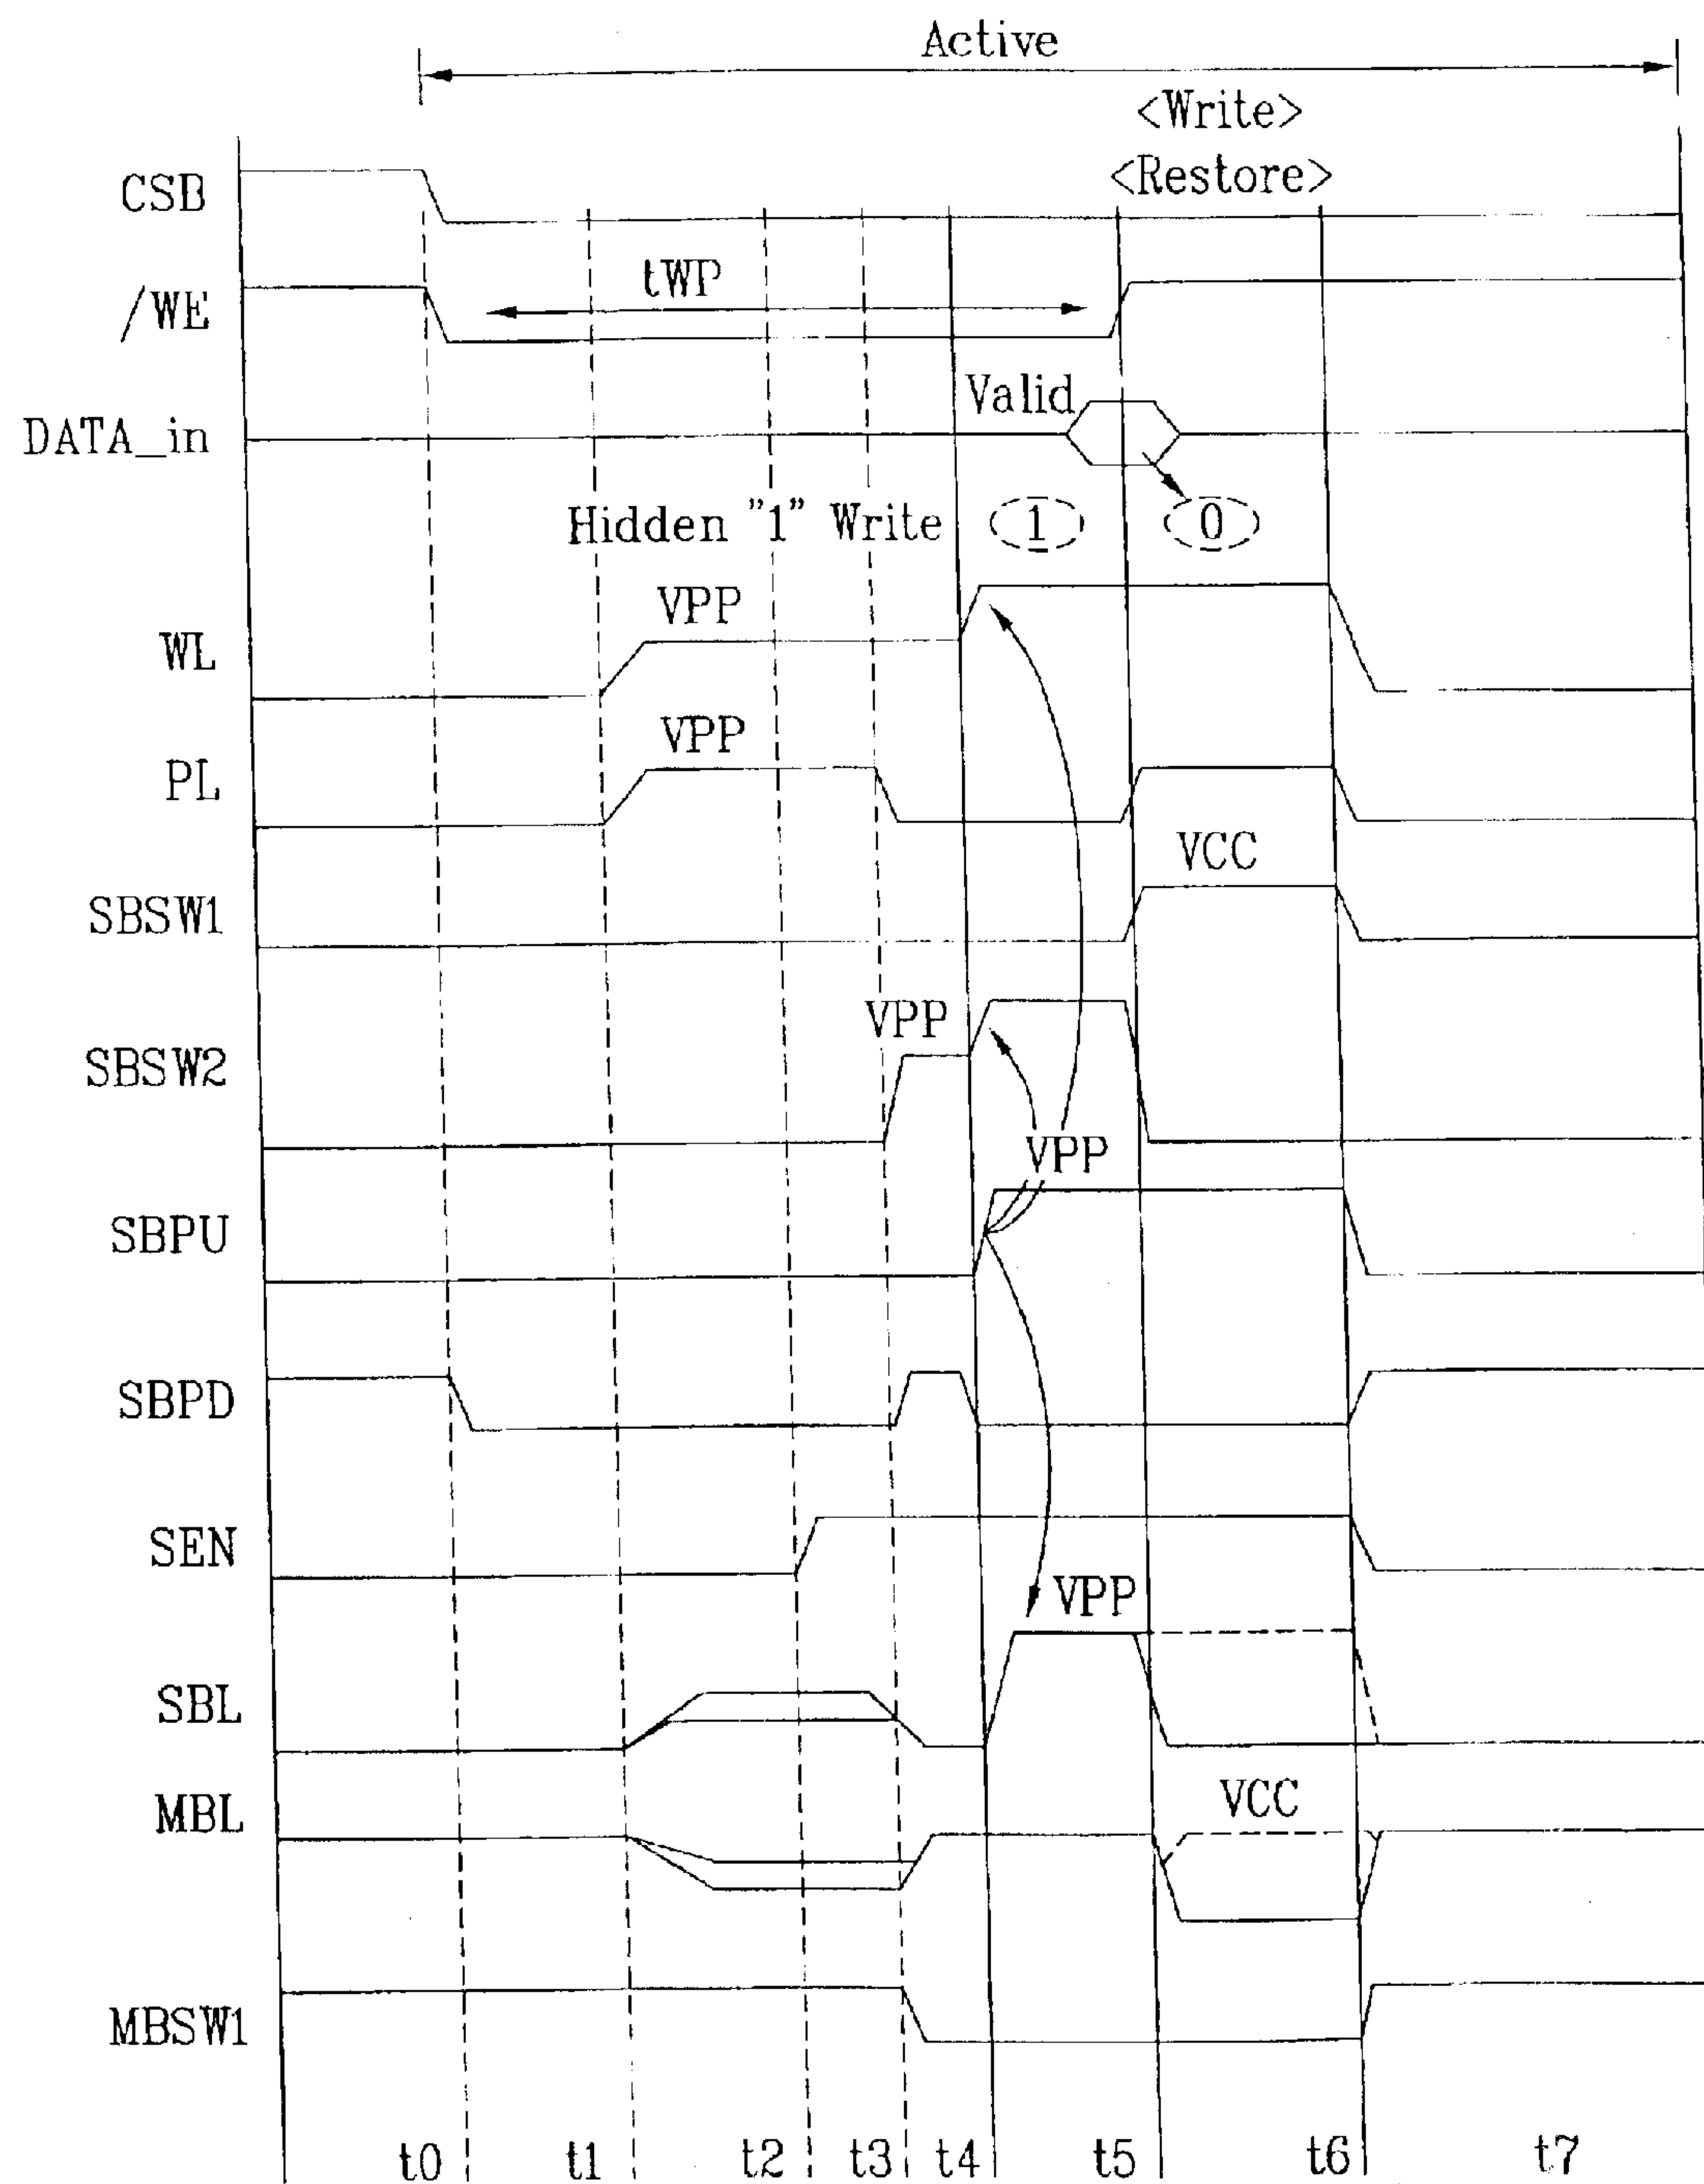 Active
<Write>
<Restore>
CSB
/WE
tWP
DATA_in
Valid
Hidden "1" Write
1
0
WL
VPP
PL
VPP
SBSW1
VCC
SBSW2
VPP
VPP
SBPU
SBPD
SEN
VPP
SBL
MBL
VCC
MBSW1
t0 t1 t2 t3 t4 t5 t6 t7